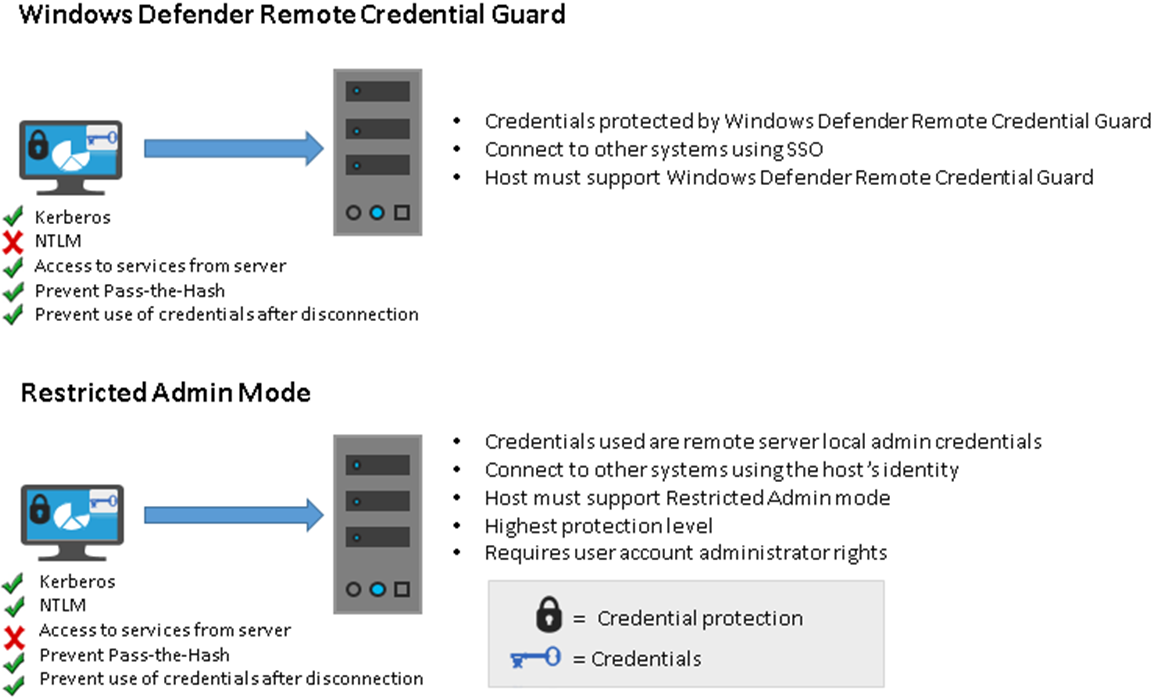 Windows Defender Remote Credential Guard
• Credentials protected by Windows Defender Remote Credential Guard
• Connect to other systems using SSO
• Host must support Windows Defender Remote Credential Guard
Kerberos
NTLM
Access to services from server
Prevent Pass-the-Hash
Prevent use of credentials after disconnection
Restricted Admin Mode
• Credentials used are remote server local admin credentials
• Connect to other systems using the host's identity
• Host must support Restricted Admin mode
• Highest protection level
• Requires user account administrator rights
Kerberos
NTLM
Access to services from server
Prevent Pass-the-Hash
Prevent use of credentials after disconnection
= Credential protection
= Credentials